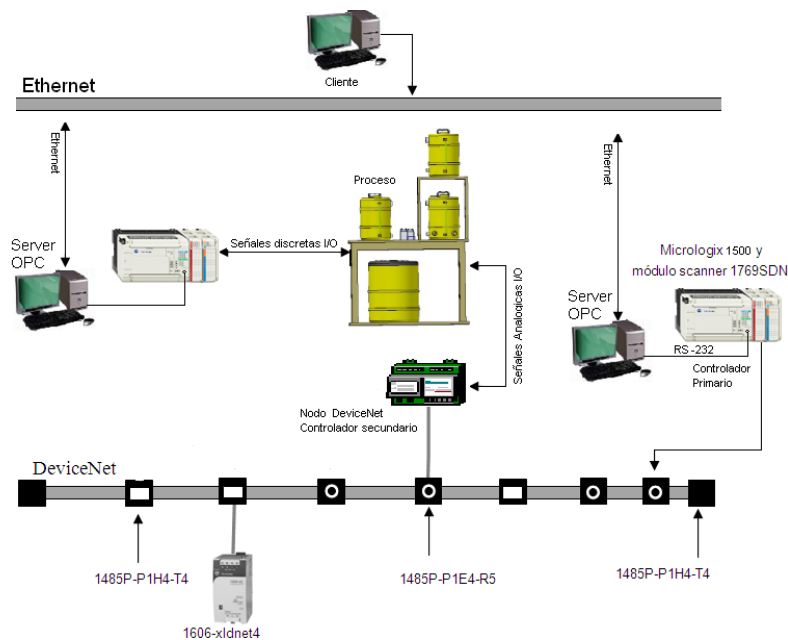 Cliente
Ethernet
Ethernet
Ethernet
Proceso
Señales discretas I/O
Server
OPC
Micrologix 1500 y
módulo scanner 1769SDN
Server
OPC
Señales Analogicas I/O
RS -232
Controlador
Primario
Nodo DeviceNet
Controlador secundario
DeviceNet
1485P-P1H4-T4
1485P-P1E4-R5
1485P-P1H4-T4
1606-xldnet4